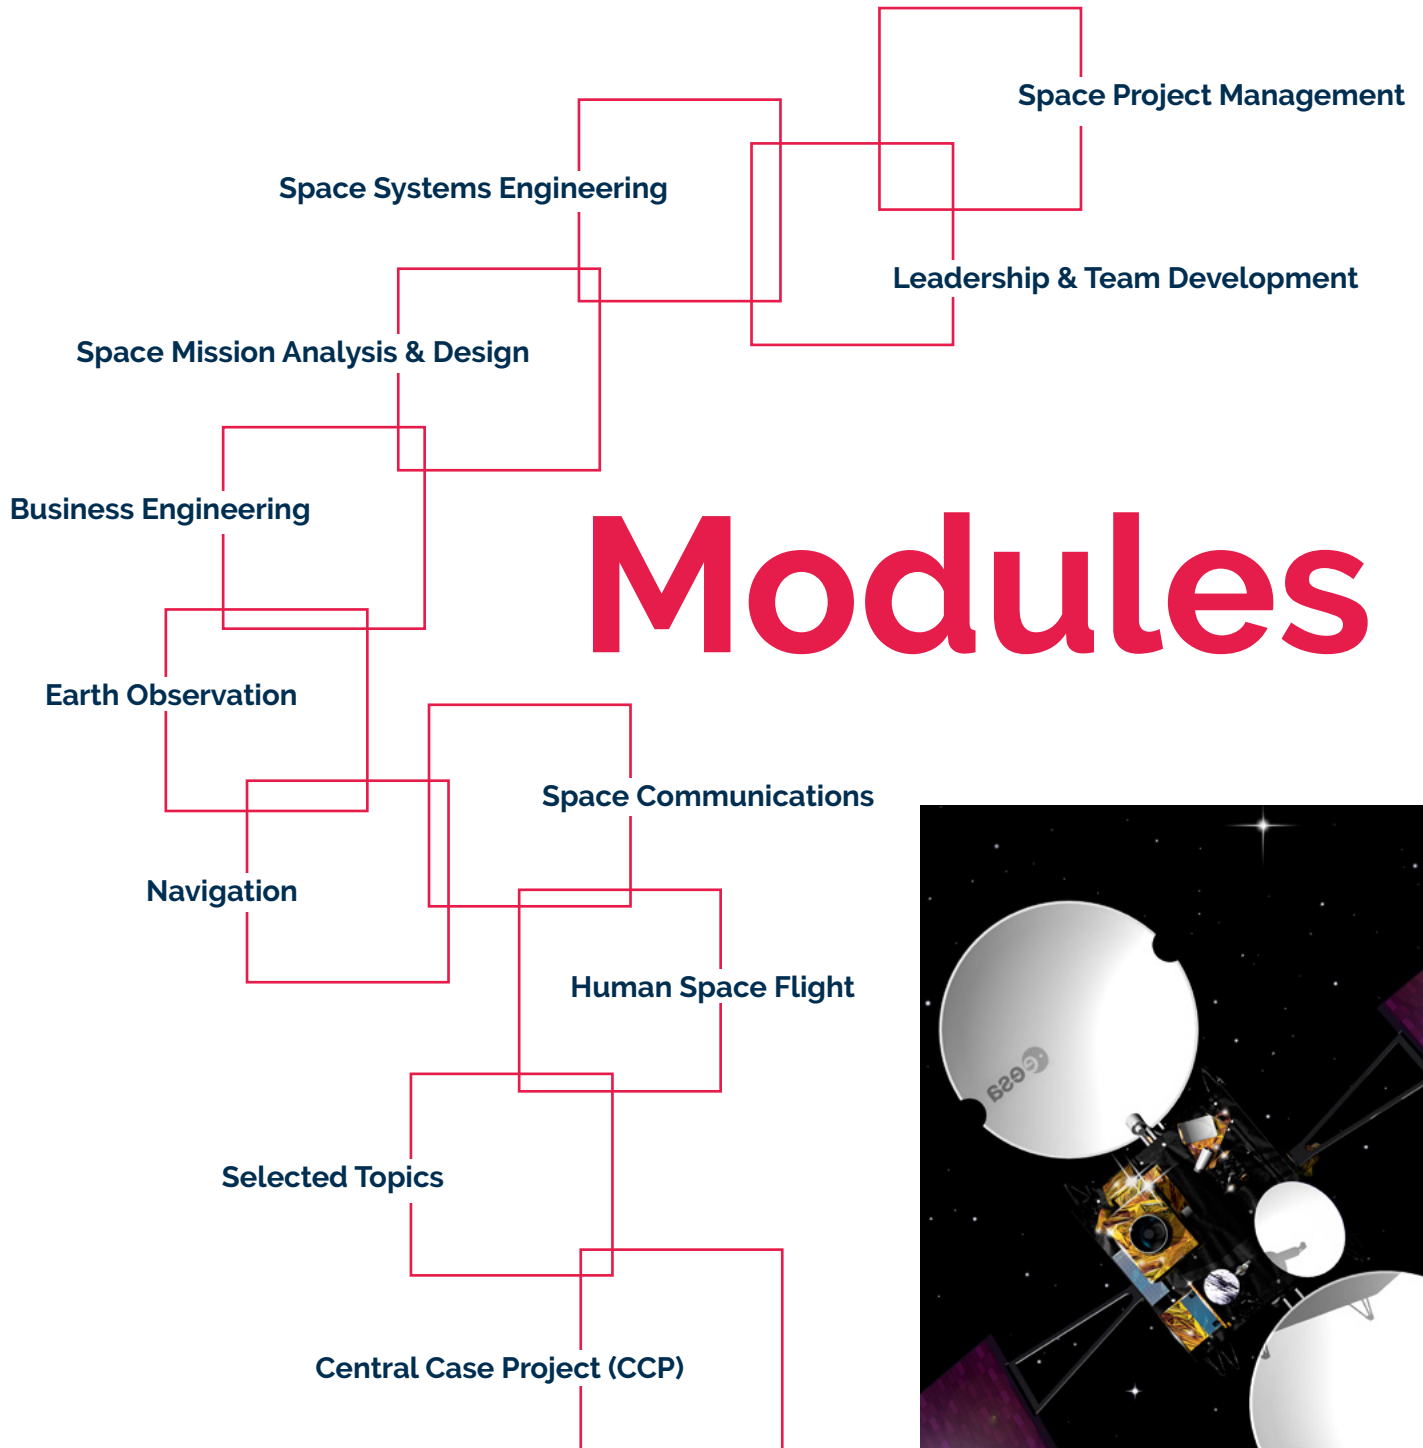 Space Project Management
Space Systems Engineering
Leadership & Team Development
Space Mission Analysis & Design
Business Engineering
Modules
Earth Observation
Space Communications
Navigation
Human Space Flight
esa
Selected Topics
Central Case Project (CCP)